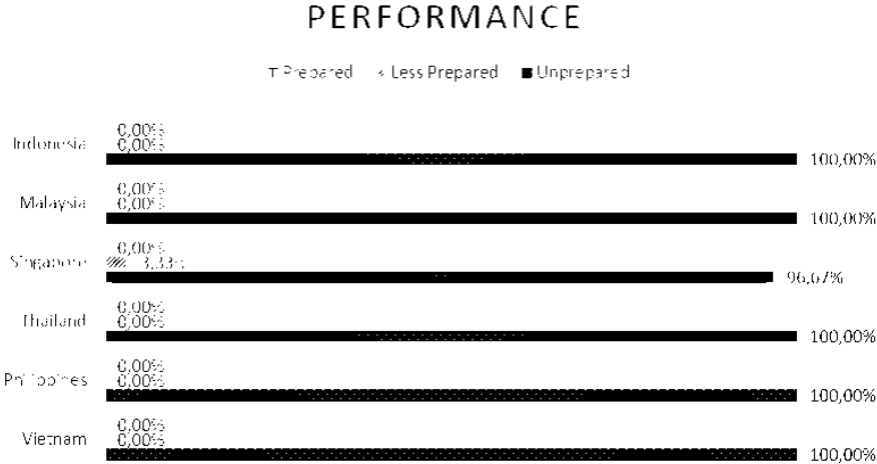 PERFORMANCE
Prepared Less Prepared Unprepared
0,00%
Indonesia 0,00%
100,00%
0,00%
Malaysia 0,00%
100,00%
0,00%
Singapore 3,33%
96,67%
0,00%
Thailand 0,00%
100,00%
0,00%
Philippines 0,00%
100,00%
0,00%
Vietnam 0,00%
100,00%